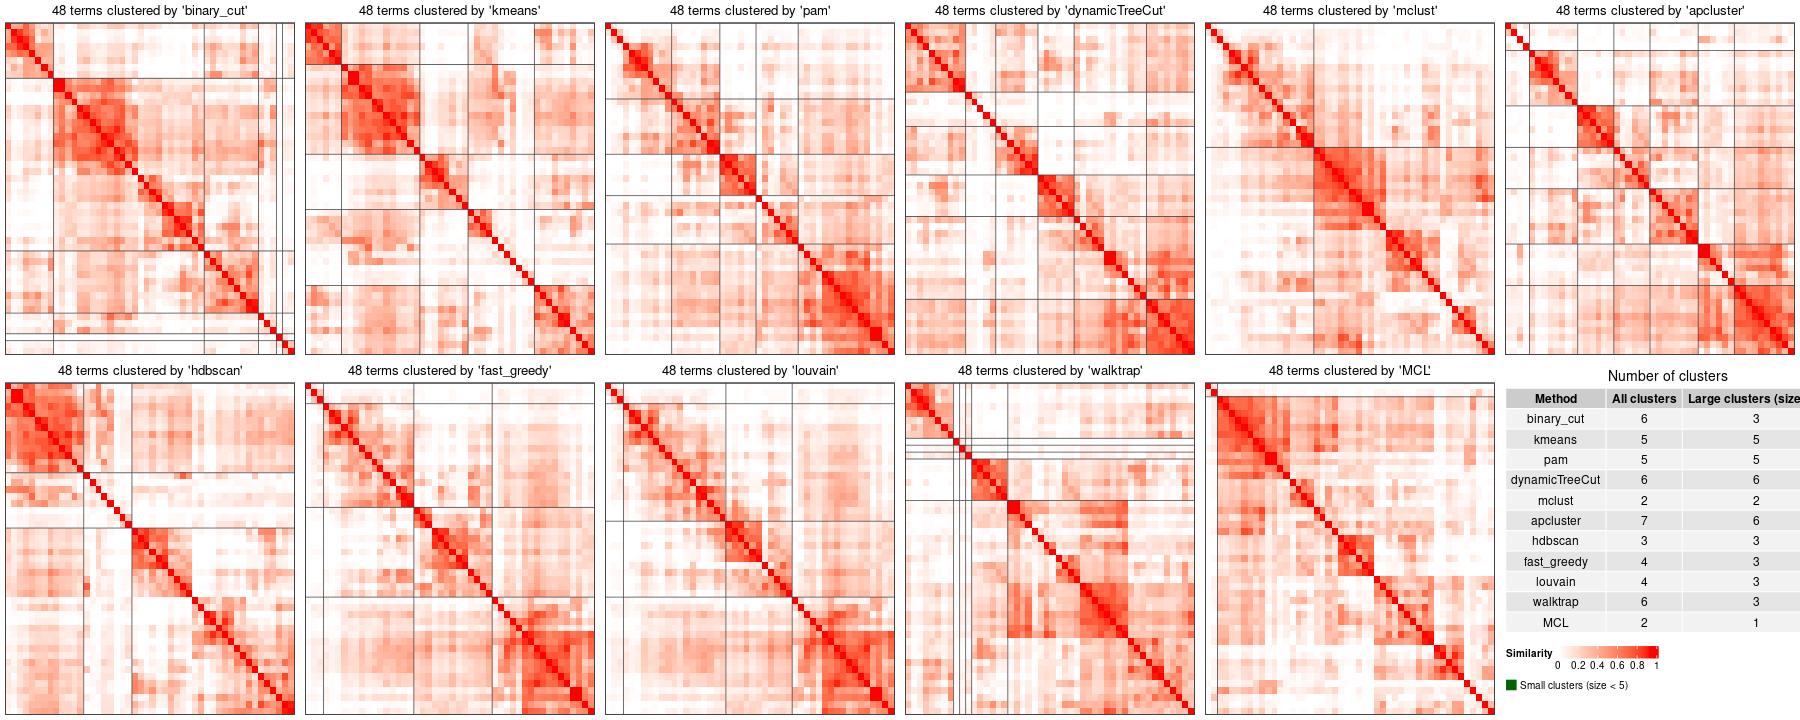 48 terms clustered by 'binary_cut'
48 terms clustered by 'kmeans'
48 terms clustered by 'pam'
48 terms clustered by 'dynamicTreeCut'
48 terms clustered by 'mclust'
48 terms clustered by 'apcluster'
48 terms clustered by 'hdbscan'
48 terms clustered by 'fast_greedy'
48 terms clustered by 'louvain'
48 terms clustered by 'walktrap'
48 terms clustered by 'MCL'
Number of clusters
Method All clusters Large clusters (size
binary_cut 6 3
kmeans 5 5
pam 5 5
dynamicTreeCut 6 6
mclust 2 2
apcluster 7 6
hdbscan 3 3
fast_greedy 4 3
louvain 4 3
walktrap 6 3
MCL 2 1
Similarity
0 0.2 0.4 0.6 0.8 1
Small clusters (size < 5)